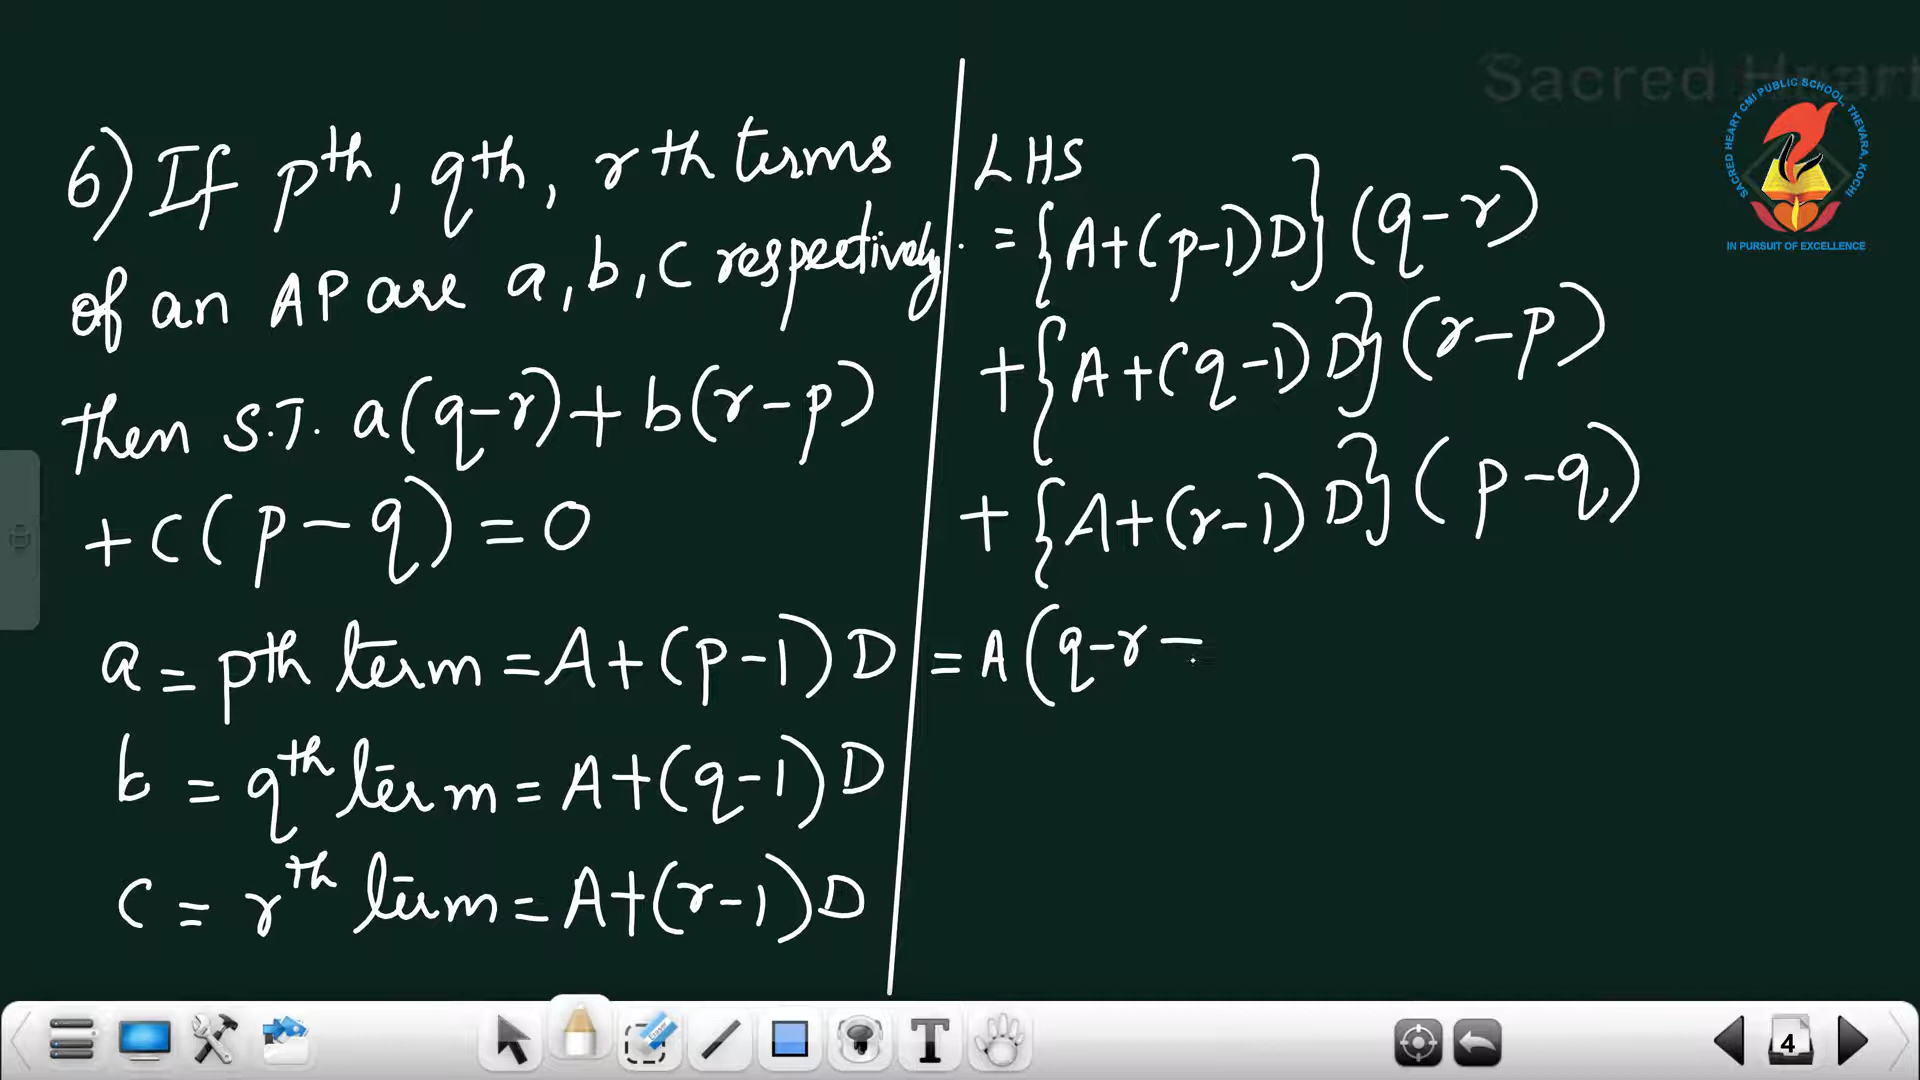 6) If pth, qth, rth terms
of an AP are a, b, c respectively.
then S.T. a(q-r)+b(r-p)
+c(p-q)=0
a = pth term = A+(p-1)D
b = qth term = A+(q-1)D
c = rth term = A+(r-1)D
LHS
={A+(p-1)D}(q-r)
+{A+(q-1)D}(r-p)
+{A+(r-1)D}(p-q)
=A(q-r-
Sacred Heart
SACRED HEART CMI PUBLIC SCHOOL, THEVARA, KOCHI
IN PURSUIT OF EXCELLENCE
T
4